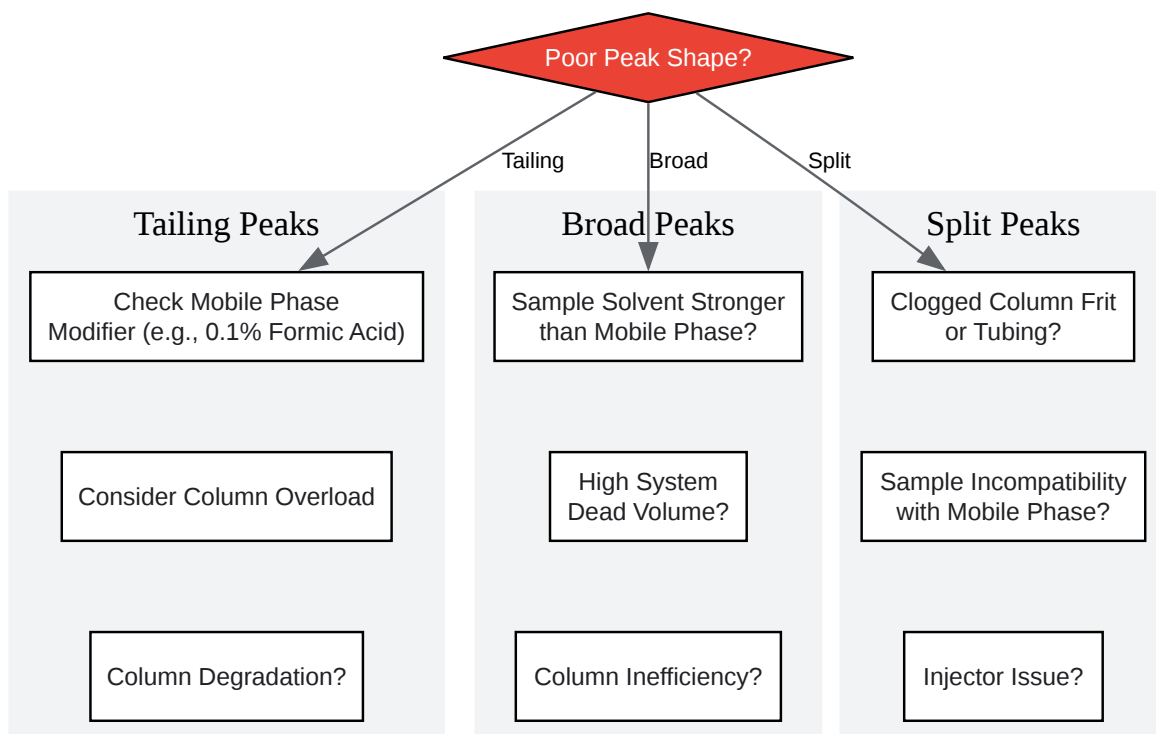 Poor Peak Shape?
Tailing
Broad
Split
Tailing Peaks
Check Mobile Phase
Modifier (e.g., 0.1% Formic Acid)
Consider Column Overload
Column Degradation?
Broad Peaks
Sample Solvent Stronger
than Mobile Phase?
High System
Dead Volume?
Column Inefficiency?
Split Peaks
Clogged Column Frit
or Tubing?
Sample Incompatibility
with Mobile Phase?
Injector Issue?